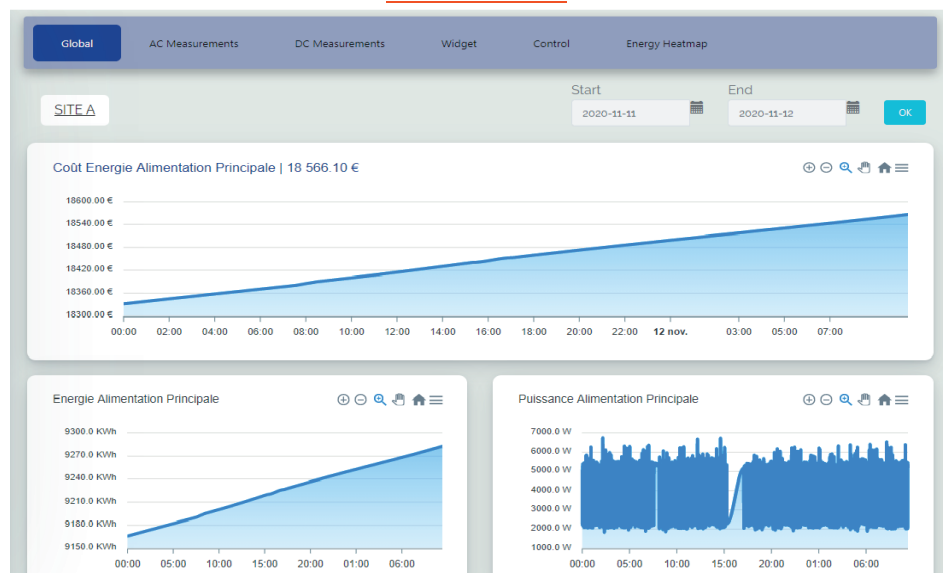 Global AC Measurements DC Measurements Widget Control Energy Heatmap
SITE A
Start End
2020-11-11 2020-11-12 OK
Coût Energie Alimentation Principale | 18 566.10 €
18600.00 €
18540.00 €
18480.00 €
18420.00 €
18360.00 €
18300.00 €
00:00 02:00 04:00 06:00 08:00 10:00 12:00 14:00 16:00 18:00 20:00 22:00 12 nov. 03:00 05:00 07:00
Energie Alimentation Principale
9300.0 KWh
9270.0 KWh
9240.0 KWh
9210.0 KWh
9180.0 KWh
9150.0 KWh
00:00 05:00 10:00 15:00 20:00 01:00 06:00
Puissance Alimentation Principale
7000.0 W
6000.0 W
5000.0 W
4000.0 W
3000.0 W
2000.0 W
1000.0 W
00:00 05:00 10:00 15:00 20:00 01:00 06:00